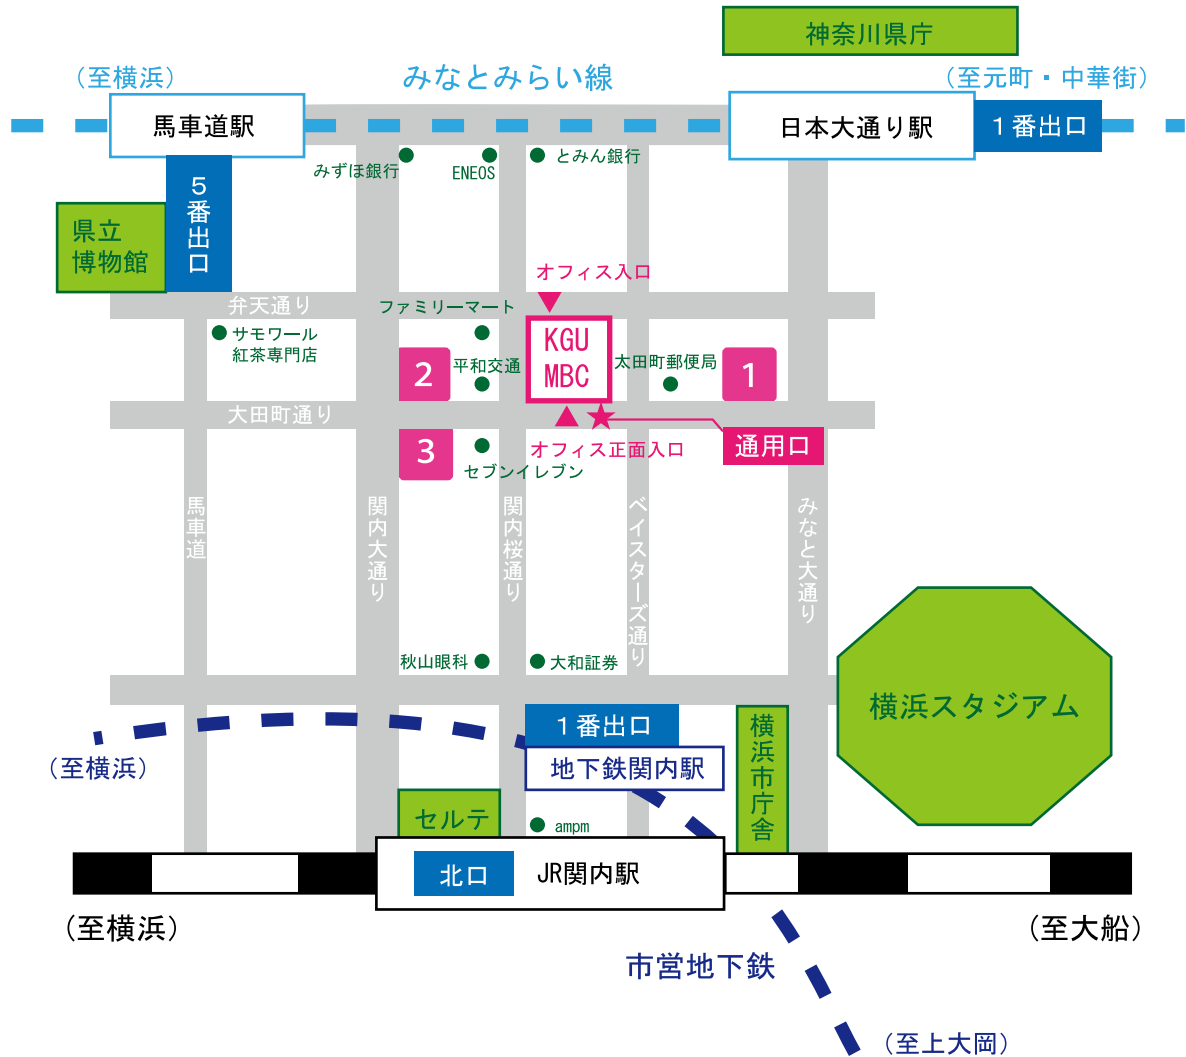 神奈川県庁
（至横浜）
みなとみらい線
（至元町・中華街）
馬車道駅
日本大通り駅
１番出口
みずほ銀行
ENEOS
とみん銀行
５番出口
県立
博物館
オフィス入口
弁天通り
ファミリーマート
サモワール
紅茶専門店
KGU
MBC
平和交通
太田町郵便局
2
1
大田町通り
オフィス正面入口
通用口
3
セブンイレブン
馬車道
関内大通り
関内桜通り
ベイスターズ通り
みなと大通り
秋山眼科
大和証券
横浜スタジアム
１番出口
地下鉄関内駅
横浜市庁舎
（至横浜）
セルテ
ampm
北口
JR関内駅
（至横浜）
（至大船）
市営地下鉄
（至上大岡）